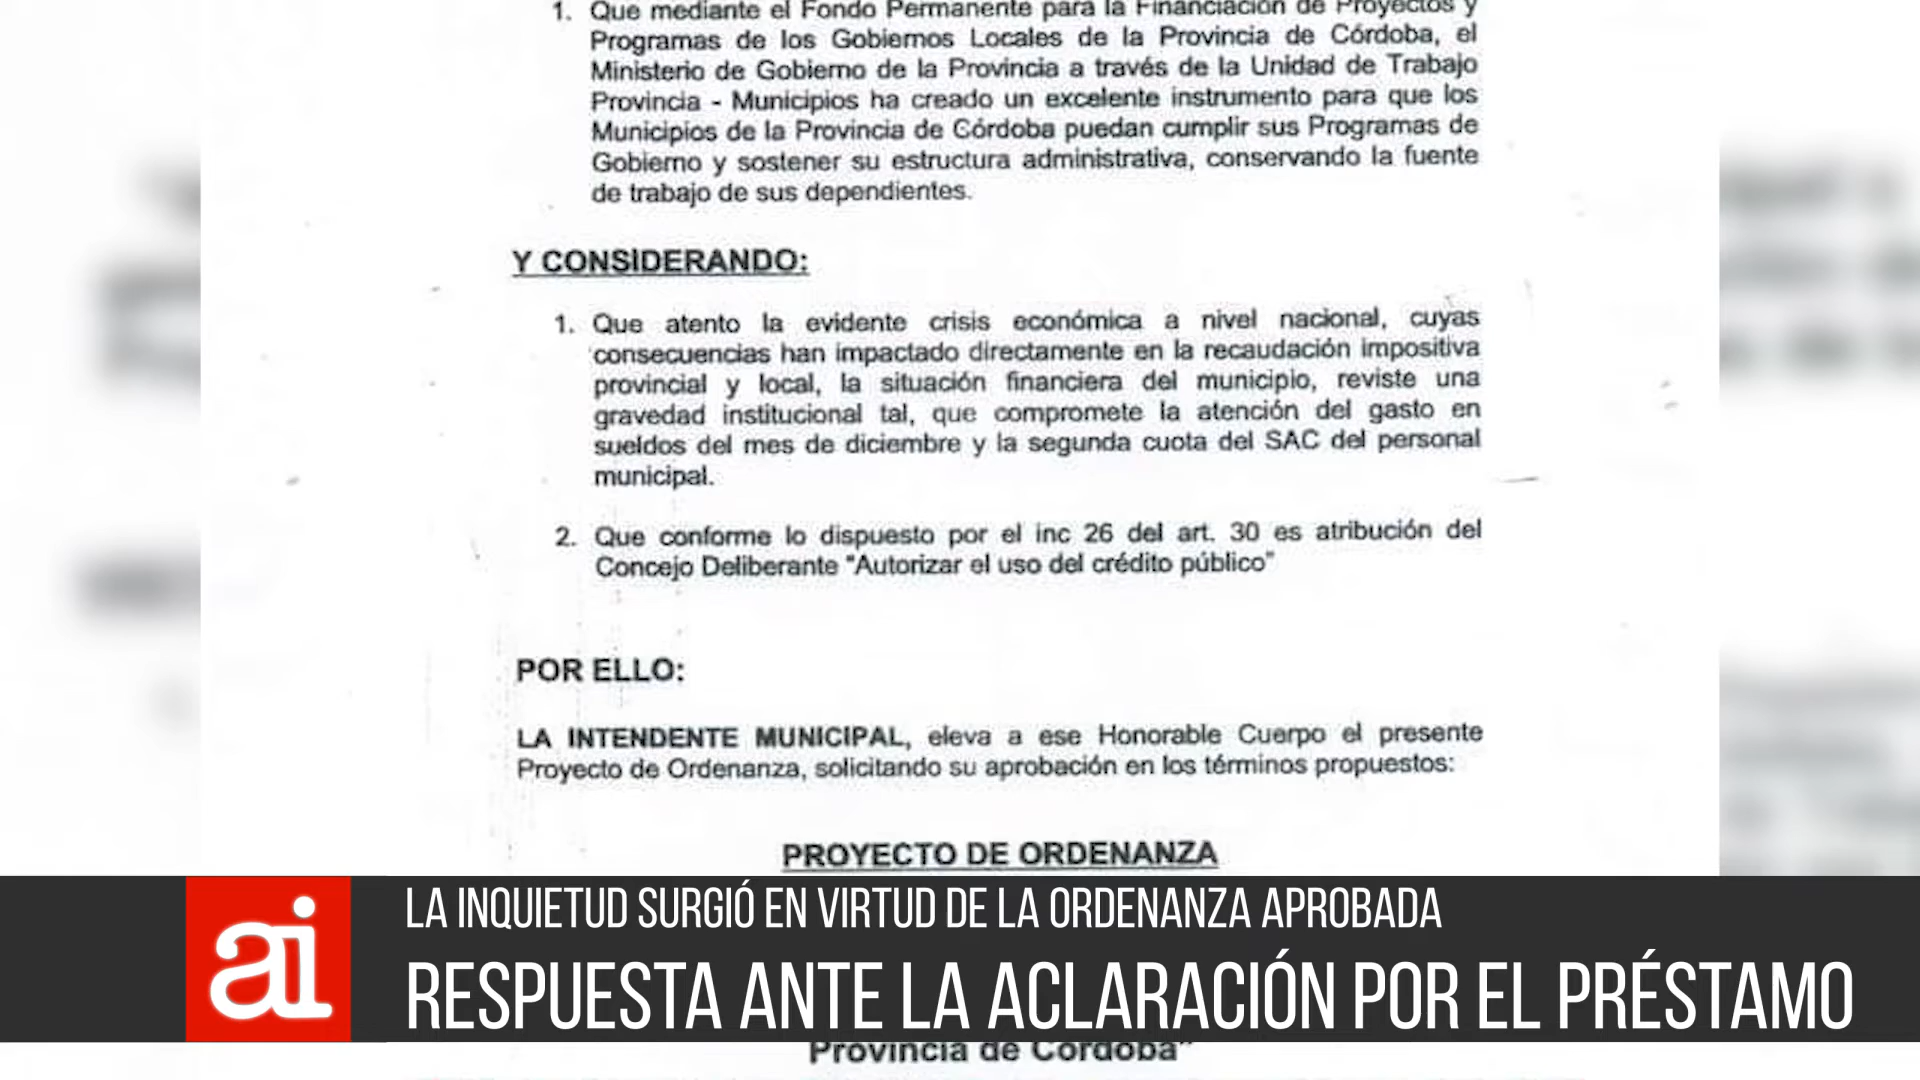 1. Que mediante el Fondo Permanente para la Financiación de Proyectos y
Programas de los Gobiernos Locales de la Provincia de Córdoba, el
Ministerio de Gobierno de la Provincia a través de la Unidad de Trabajo
Provincia - Municipios ha creado un excelente instrumento para que los
Municipios de la Provincia de Córdoba puedan cumplir sus Programas de
Gobierno y sostener su estructura administrativa, conservando la fuente
de trabajo de sus dependientes.
Y CONSIDERANDO:
1. Que atento la evidente crisis económica a nivel nacional, cuyas
consecuencias han impactado directamente en la recaudación impositiva
provincial y local, la situación financiera del municipio, reviste una
gravedad institucional tal, que compromete la atención del gasto en
sueldos del mes de diciembre y la segunda cuota del SAC del personal
municipal.
2. Que conforme lo dispuesto por el inc 26 del art. 30 es atribución del
Concejo Deliberante "Autorizar el uso del crédito público"
POR ELLO:
LA INTENDENTE MUNICIPAL, eleva a ese Honorable Cuerpo el presente
Proyecto de Ordenanza, solicitando su aprobación en los términos propuestos:
PROYECTO DE ORDENANZA
ai
LA INQUIETUD SURGIÓ EN VIRTUD DE LA ORDENANZA APROBADA
RESPUESTA ANTE LA ACLARACIÓN POR EL PRÉSTAMO
Provincia de Córdoba"